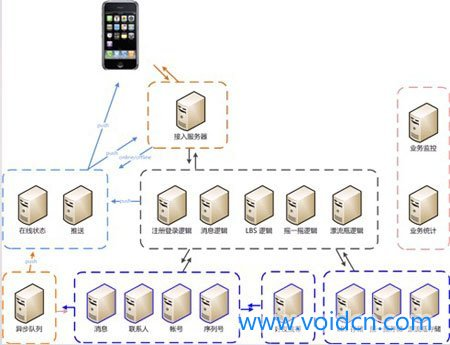 接入服务器
业务监控
push
push
online/offline
在线状态
推送
push
注册登录逻辑
消息逻辑
LBS 逻辑
摇一摇逻辑
漂流瓶逻辑
业务统计
push
异步队列
消息
联系人
帐号
序列号
www.voidcn.com